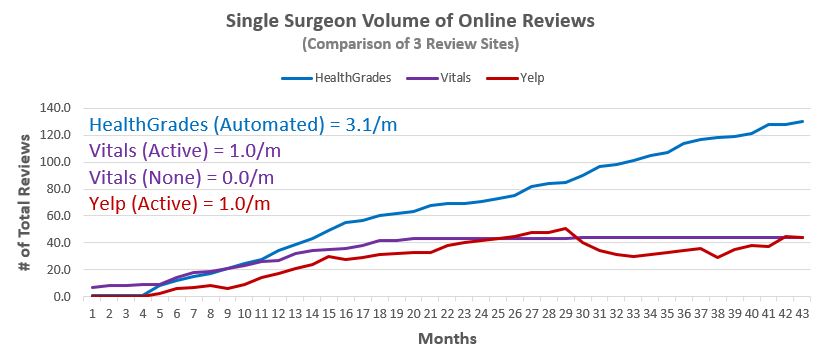 Single Surgeon Volume of Online Reviews
(Comparison of 3 Review Sites)
HealthGrades Vitals Yelp
HealthGrades (Automated) = 3.1/m
Vitals (Active) = 1.0/m
Vitals (None) = 0.0/m
Yelp (Active) = 1.0/m
# of Total Reviews
140.0
120.0
100.0
80.0
60.0
40.0
20.0
0.0
1 2 3 4 5 6 7 8 9 10 11 12 13 14 15 16 17 18 19 20 21 22 23 24 25 26 27 28 29 30 31 32 33 34 35 36 37 38 39 40 41 42 43
Months